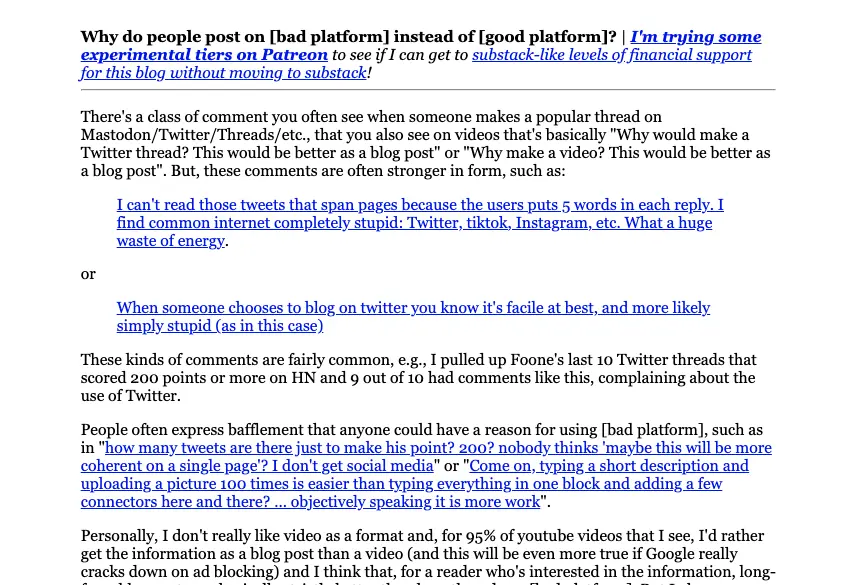 Why do people post on [bad platform] instead of [good platform]? | I'm trying some
experimental tiers on Patreon to see if I can get to substack-like levels of financial support
for this blog without moving to substack!
There's a class of comment you often see when someone makes a popular thread on
Mastodon/Twitter/Threads/etc., that you also see on videos that's basically "Why would make a
Twitter thread? This would be better as a blog post" or "Why make a video? This would be better as
a blog post". But, these comments are often stronger in form, such as:
I can't read those tweets that span pages because the users puts 5 words in each reply. I
find common internet completely stupid: Twitter, tiktok, Instagram, etc. What a huge
waste of energy.
or
When someone chooses to blog on twitter you know it's facile at best, and more likely
simply stupid (as in this case)
These kinds of comments are fairly common, e.g., I pulled up Foone's last 10 Twitter threads that
scored 200 points or more on HN and 9 out of 10 had comments like this, complaining about the
use of Twitter.
People often express bafflement that anyone could have a reason for using [bad platform], such as
in "how many tweets are there just to make his point? 200? nobody thinks 'maybe this will be more
coherent on a single page'? I don't get social media" or "Come on, typing a short description and
uploading a picture 100 times is easier than typing everything in one block and adding a few
connectors here and there? ... objectively speaking it is more work".
Personally, I don't really like video as a format and, for 95% of youtube videos that I see, I'd rather
get the information as a blog post than a video (and this will be even more true if Google really
cracks down on ad blocking) and I think that, for a reader who's interested in the information, long-